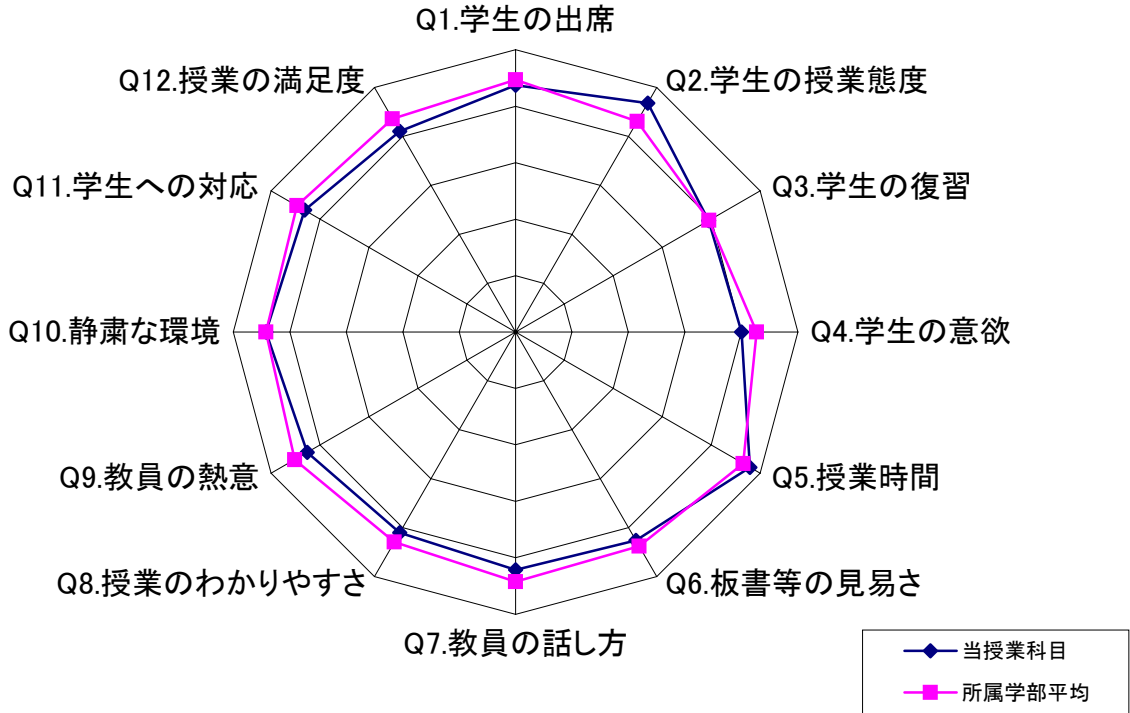 Q1.学生の出席
Q2.学生の授業態度
Q3.学生の復習
Q4.学生の意欲
Q5.授業時間
Q6.板書等の見易さ
Q7.教員の話し方
Q8.授業のわかりやすさ
Q9.教員の熱意
Q10.静粛な環境
Q11.学生への対応
Q12.授業の満足度
当授業科目
所属学部平均